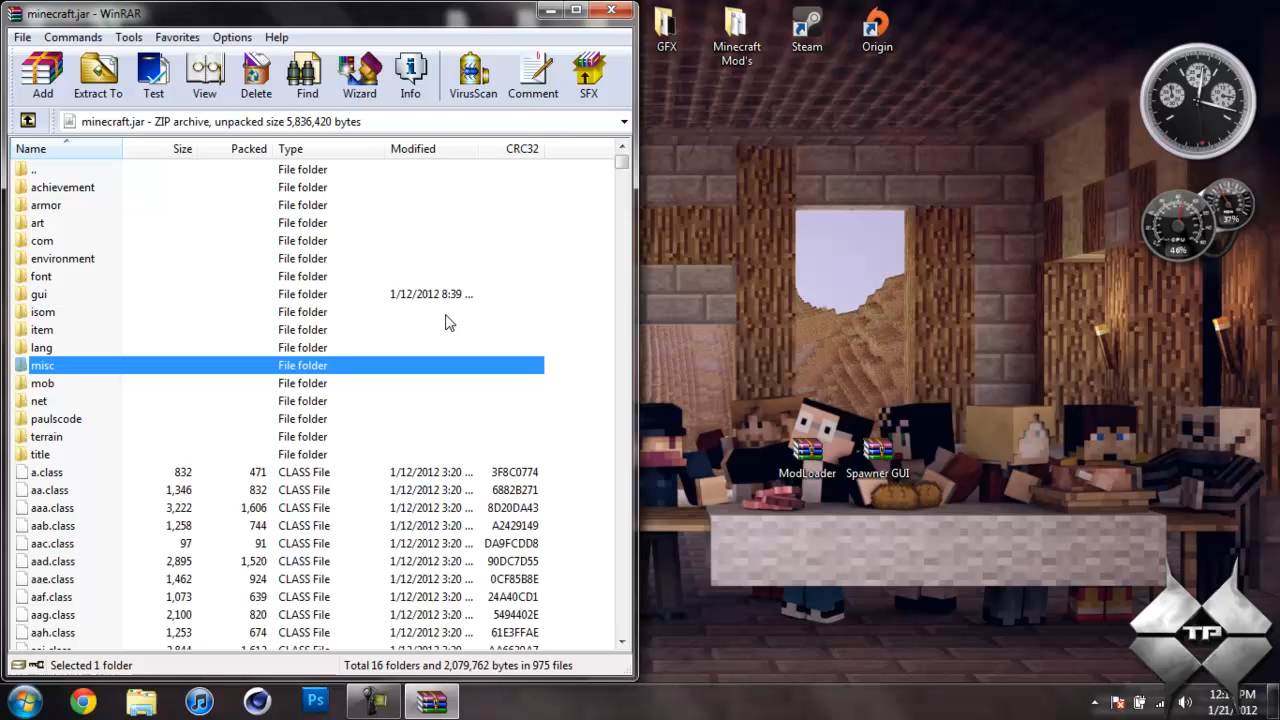 minecraft.jar - WinRAR
File Commands Tools Favorites Options Help
Add Extract To Test View Delete Find Wizard Info VirusScan Comment SFX
minecraft.jar - ZIP archive, unpacked size 5,836,420 bytes
Name Size Packed Type Modified CRC32
.. File folder
achievement File folder
armor File folder
art File folder
com File folder
environment File folder
font File folder
gui File folder 1/12/2012 8:39 ...
isom File folder
item File folder
lang File folder
misc File folder
mob File folder
net File folder
paulscode File folder
terrain File folder
title File folder
a.class 832 471 CLASS File 1/12/2012 3:20 ... 3F8C0774
aa.class 1,346 832 CLASS File 1/12/2012 3:20 ... 6882B271
aaa.class 3,222 1,606 CLASS File 1/12/2012 3:20 ... 8D20DA43
aab.class 1,258 744 CLASS File 1/12/2012 3:20 ... A2429149
aac.class 97 91 CLASS File 1/12/2012 3:20 ... DA9FCDD8
aad.class 2,895 1,520 CLASS File 1/12/2012 3:20 ... 90DC7D55
aae.class 1,462 924 CLASS File 1/12/2012 3:20 ... 0CF85B8E
aaf.class 1,073 639 CLASS File 1/12/2012 3:20 ... 24A40CD1
aag.class 2,100 820 CLASS File 1/12/2012 3:20 ... 5494402E
aah.class 1,253 674 CLASS File 1/12/2012 3:20 ... 61E3FFAE
Selected 1 folder Total 16 folders and 2,079,762 bytes in 975 files
GFX
Minecraft
Mod's
Steam
Origin
37%
46%
ModLoader
Spawner GUI
TP
Ps
PM
1/21/2012